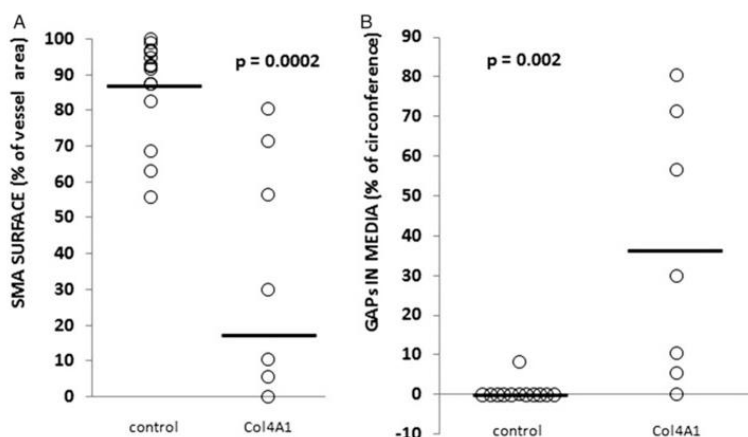 A
SMA SURFACE (% of vessel area)
100
90
80
70
60
50
40
30
20
10
0
p = 0.0002
control Col4A1
B
GAPs IN MEDIA (% of circonference)
90
80
70
60
50
40
30
20
10
0
-10
p = 0.002
control Col4A1